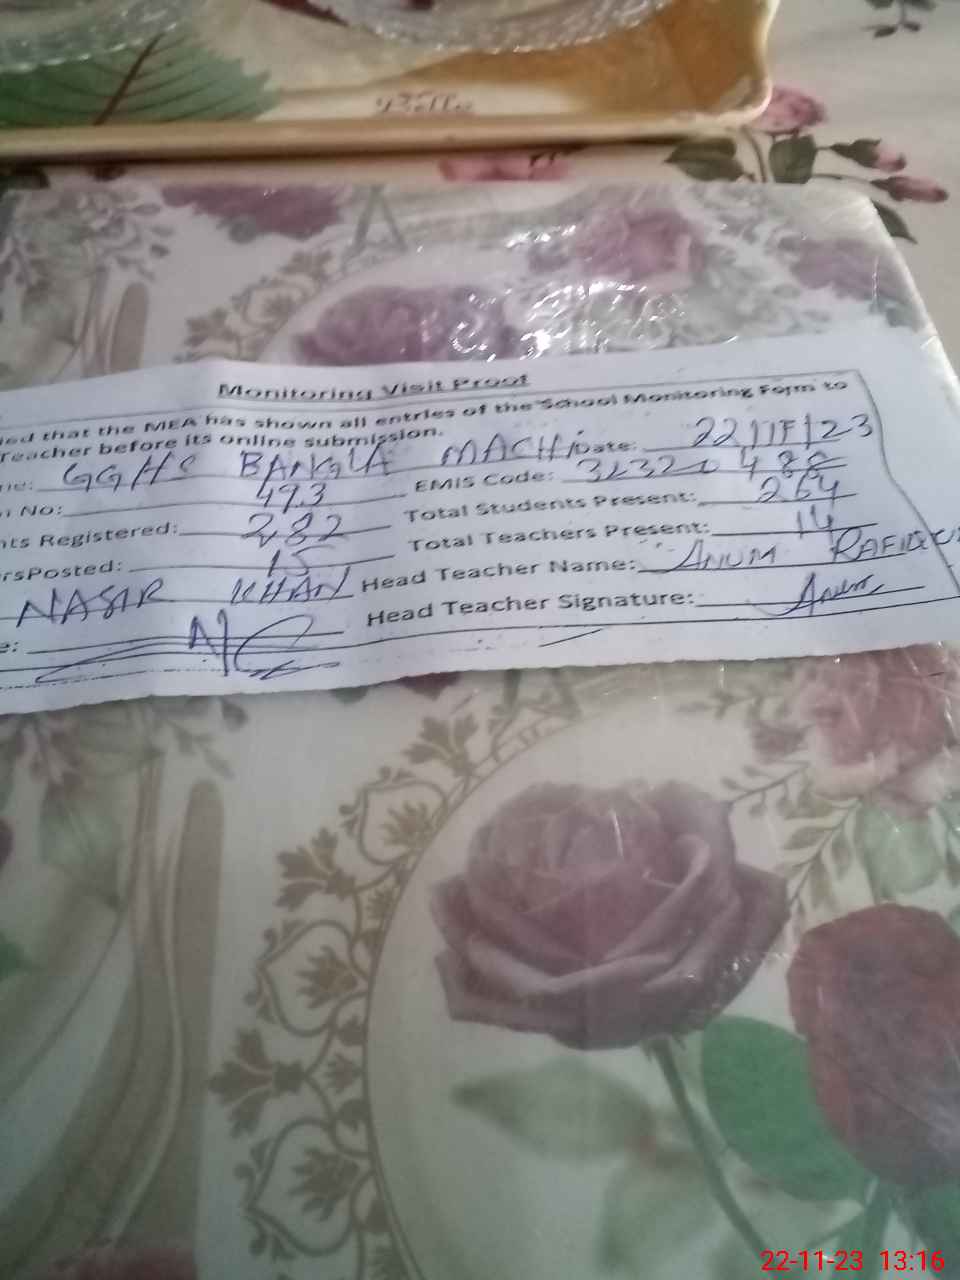 Monitoring Visit Proof
ied that the MEA has shown all entries of the School Monitoring Form to
Teacher before its online submission.
me: GGHS BANGLA MACHI Date: 22/11/23
n No: 493 EMIS Code: 32320488
nts Registered: 282 Total Students Present: 264
rsPosted: 15 Total Teachers Present: 14
NASIR KHAN Head Teacher Name: ANUM RAFIQUE
e: Head Teacher Signature: Anum
22-11-23 13:16